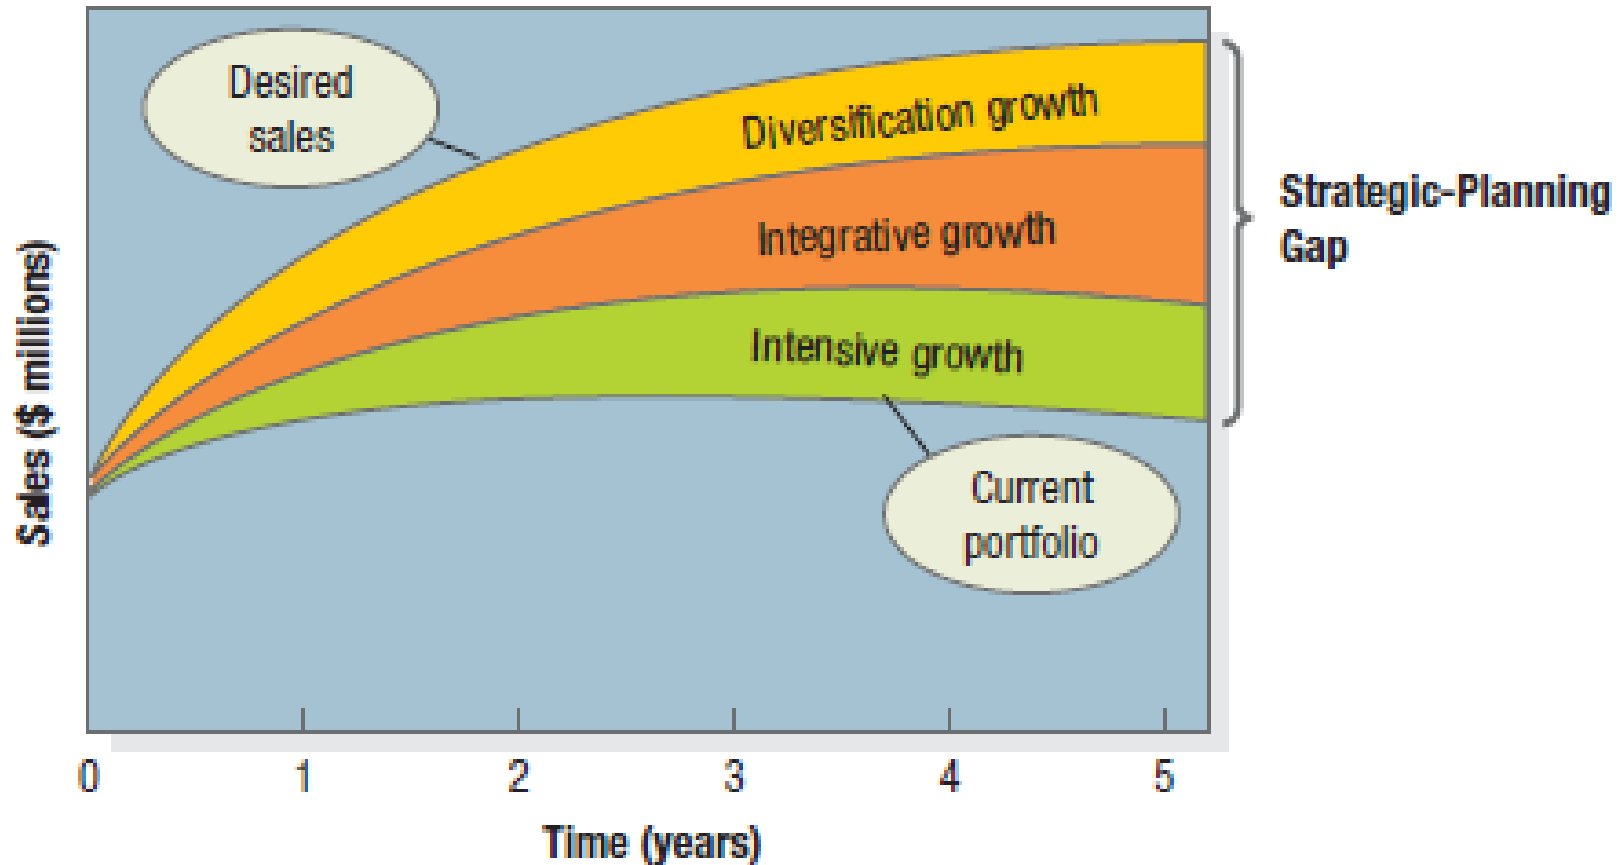 Desired
sales
Diversification growth
Integrative growth
Intensive growth
Current
portfolio
Strategic-Planning
Gap
Sales ($ millions)
0 1 2 3 4 5
Time (years)